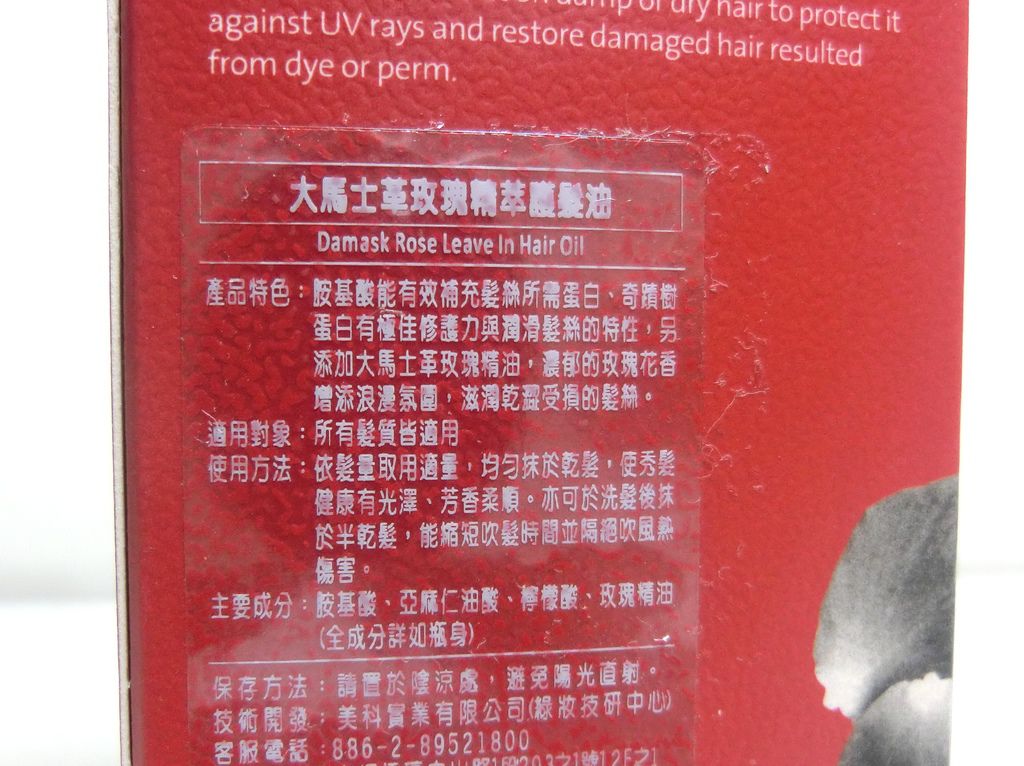 damp or dry hair to protect it
against UV rays and restore damaged hair resulted
from dye or perm.
大馬士革玫瑰精萃護髮油
Damask Rose Leave In Hair Oil
產品特色：胺基酸能有效補充髮絲所需蛋白、奇蹟樹
蛋白有極佳修護力與潤滑髮絲的特性，另
添加大馬士革玫瑰精油，濃郁的玫瑰花香
增添浪漫氛圍，滋潤乾澀受損的髮絲。
適用對象：所有髮質皆適用
使用方法：依髮量取用適量，均勻抹於乾髮，使秀髮
健康有光澤、芳香柔順。亦可於洗髮後抹
於半乾髮，能縮短吹髮時間並隔絕吹風熱
傷害。
主要成分：胺基酸、亞麻仁油酸、檸檬酸、玫瑰精油
(全成分詳如瓶身)
保存方法：請置於陰涼處，避免陽光直射。
技術開發：美科實業有限公司(綠妝技研中心)
客服電話：886-2-89521800